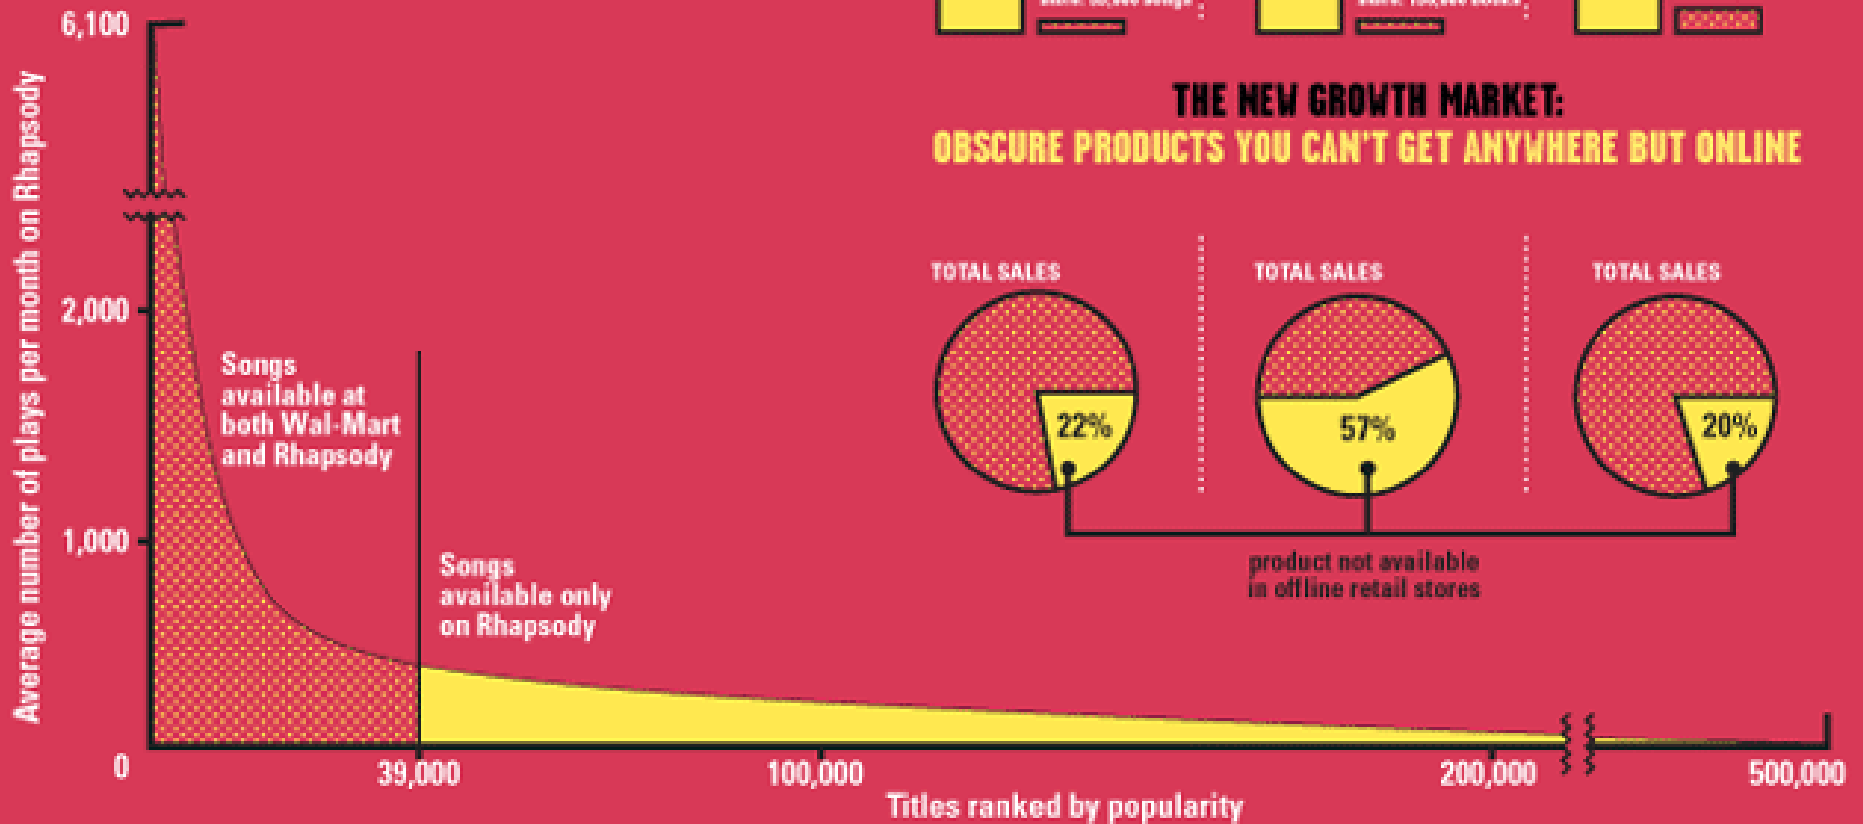 6,100
2,000
1,000
0
Average number of plays per month on Rhapsody
Songs
available at
both Wal-Mart
and Rhapsody
Songs
available only
on Rhapsody
39,000
100,000
200,000
500,000
Titles ranked by popularity
THE NEW GROWTH MARKET:
OBSCURE PRODUCTS YOU CAN'T GET ANYWHERE BUT ONLINE
TOTAL SALES
TOTAL SALES
TOTAL SALES
22%
57%
20%
product not available
in offline retail stores